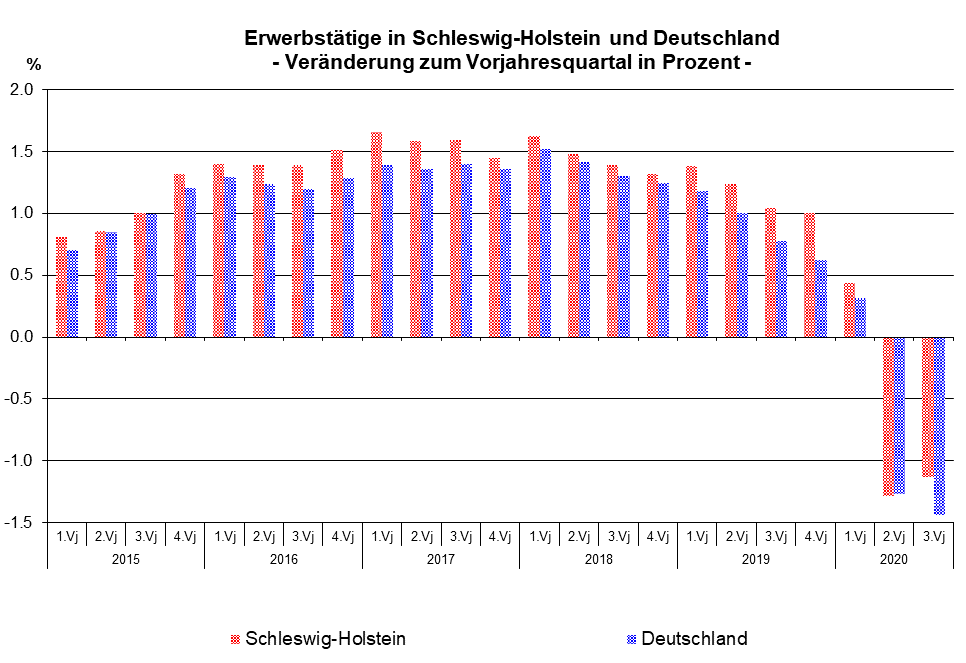 Erwerbstätige in Schleswig-Holstein und Deutschland
- Veränderung zum Vorjahresquartal in Prozent -
%
2.0
1.5
1.0
0.5
0.0
-0.5
-1.0
-1.5
1.Vj 2.Vj 3.Vj 4.Vj 1.Vj 2.Vj 3.Vj 4.Vj 1.Vj 2.Vj 3.Vj 4.Vj 1.Vj 2.Vj 3.Vj 4.Vj 1.Vj 2.Vj 3.Vj 4.Vj 1.Vj 2.Vj 3.Vj
2015 2016 2017 2018 2019 2020
Schleswig-Holstein Deutschland